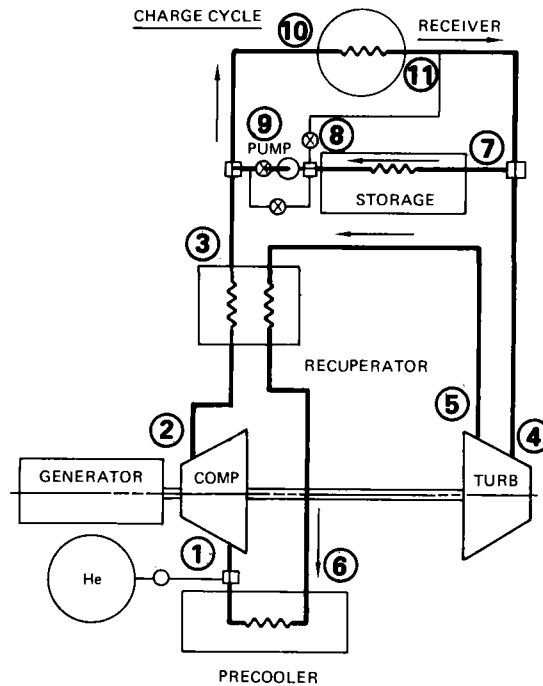 CHARGE CYCLE
10
RECEIVER
11
9
PUMP
8
7
STORAGE
3
RECUPERATOR
2
5
4
GENERATOR
COMP
TURB
1
6
He
PRECOOLER